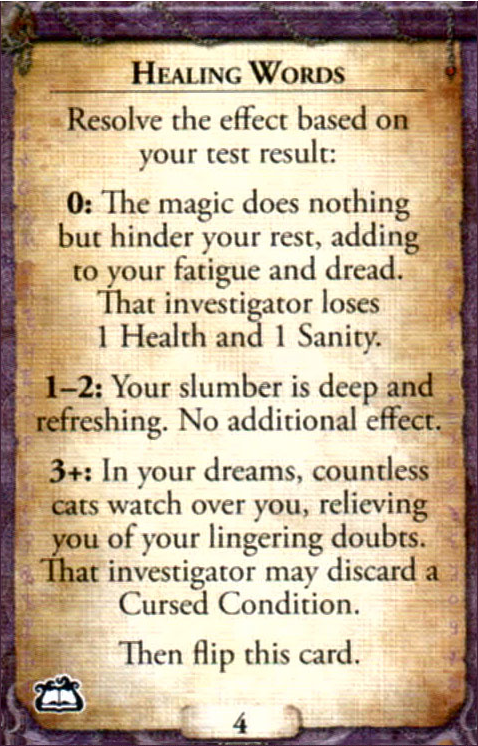 HEALING WORDS
Resolve the effect based on
your test result:
0: The magic does nothing
but hinder your rest, adding
to your fatigue and dread.
That investigator loses
1 Health and 1 Sanity.
1–2: Your slumber is deep and
refreshing. No additional effect.
3+: In your dreams, countless
cats watch over you, relieving
you of your lingering doubts.
That investigator may discard a
Cursed Condition.
Then flip this card.
4